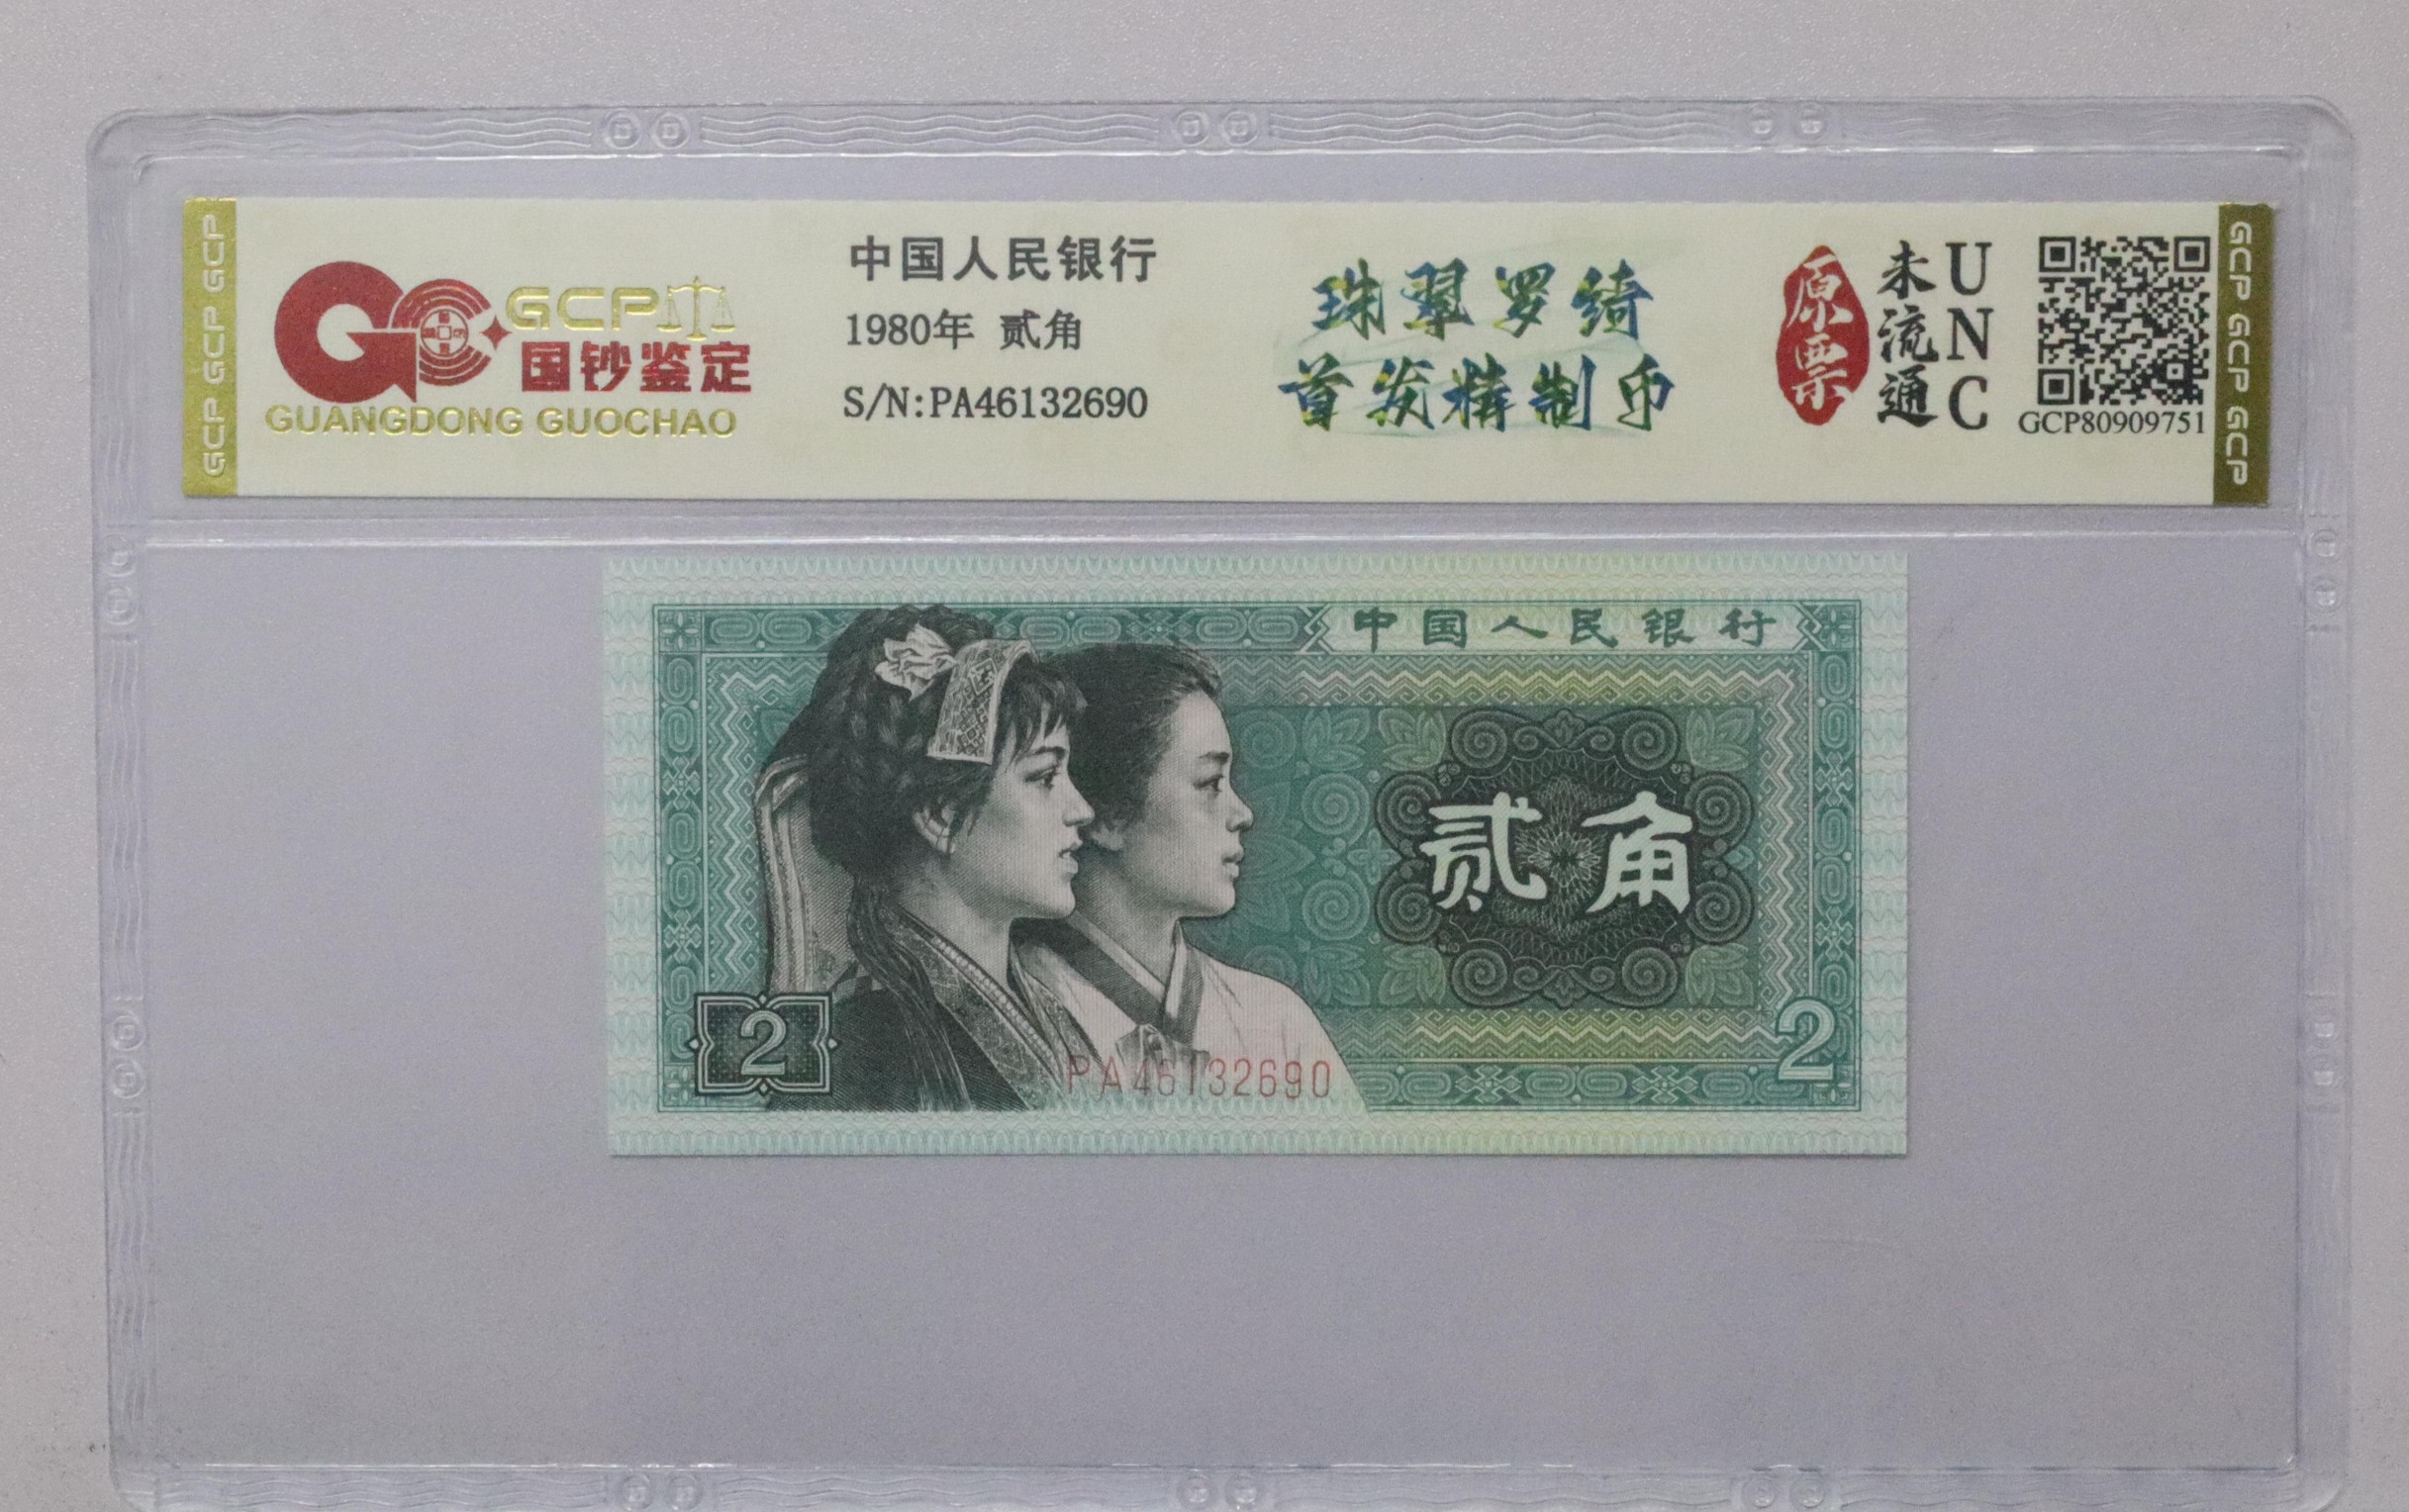 GCP GCP GCP
GCP
国钞鉴定
GUANGDONG GUOCHAO
中国人民银行
1980年 贰角
S/N:PA46132690
珠翠罗绮
首发精制币
原票
未流通
UNC
GCP80909751
GCP GCP GCP
中国人民银行
贰角
2
PA46132690
2